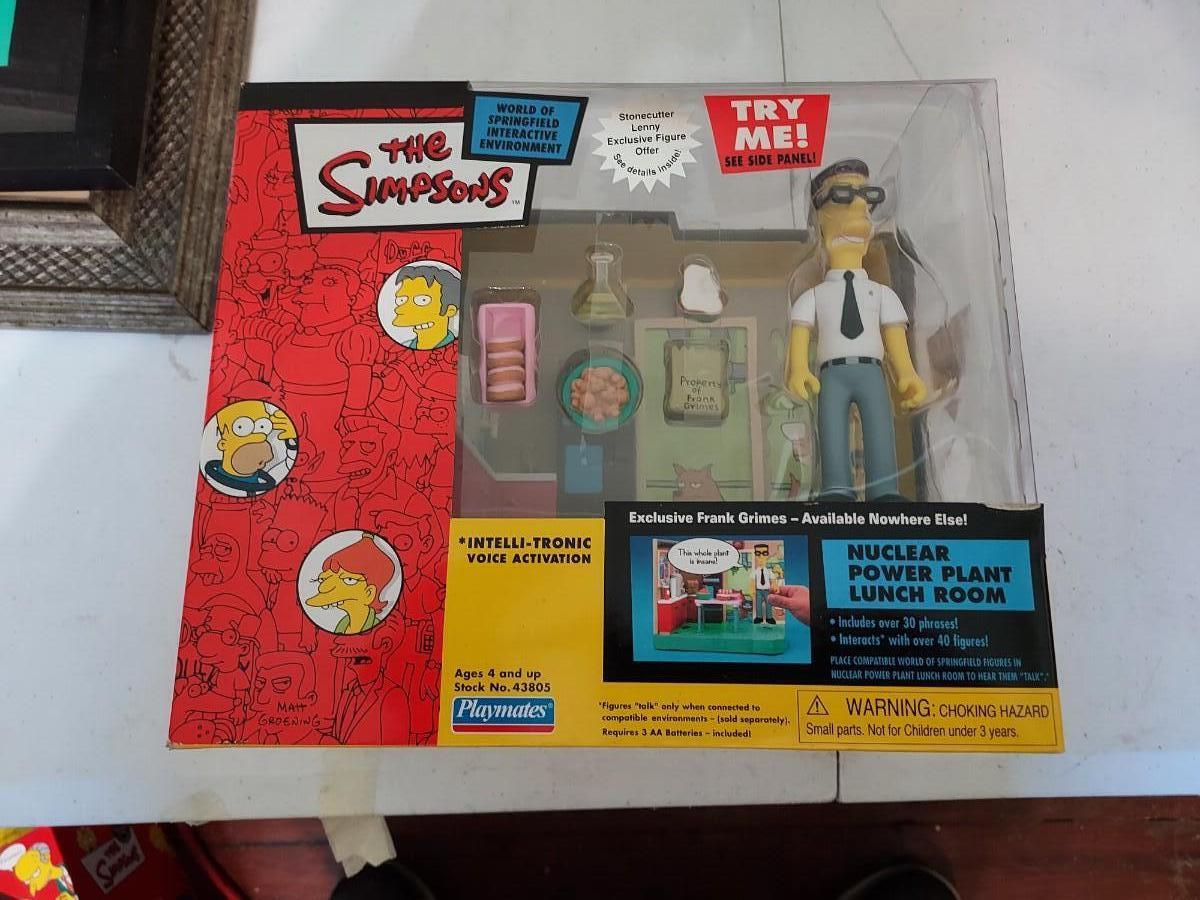 WORLD OF
SPRINGFIELD
INTERACTIVE
ENVIRONMENT
THE
SIMPSONS
TM
Stonecutter
Lenny
Exclusive Figure
Offer
See details inside!
TRY
ME!
SEE SIDE PANEL!
Duff
Property
of
Frank
Grimes
Exclusive Frank Grimes – Available Nowhere Else!
*INTELLI-TRONIC
VOICE ACTIVATION
This whole plant
is insane!
NUCLEAR
POWER PLANT
LUNCH ROOM
• Includes over 30 phrases!
• Interacts* with over 40 figures!
PLACE COMPATIBLE WORLD OF SPRINGFIELD FIGURES IN
NUCLEAR POWER PLANT LUNCH ROOM TO HEAR THEM "TALK".*
Ages 4 and up
Stock No. 43805
Playmates®
*Figures "talk" only when connected to
compatible environments – (sold separately).
Requires 3 AA Batteries – included!
⚠ WARNING: CHOKING HAZARD
Small parts. Not for Children under 3 years.
MATT
GROENING
THE
SIMPSONS